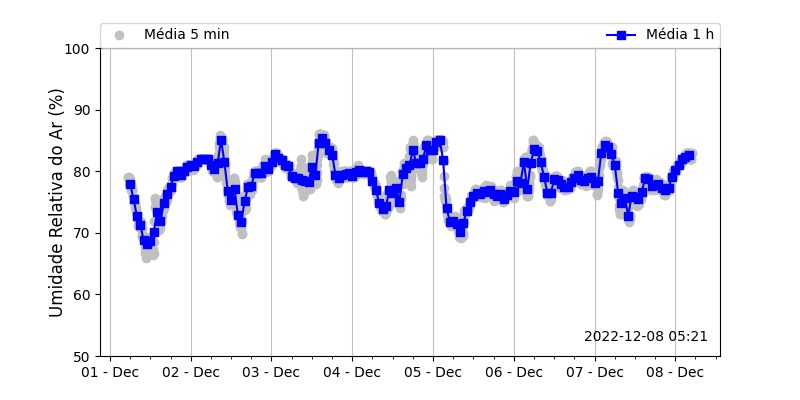 Média 5 min
Média 1 h
Umidade Relativa do Ar (%)
100
90
80
70
60
50
2022-12-08 05:21
01 - Dec
02 - Dec
03 - Dec
04 - Dec
05 - Dec
06 - Dec
07 - Dec
08 - Dec